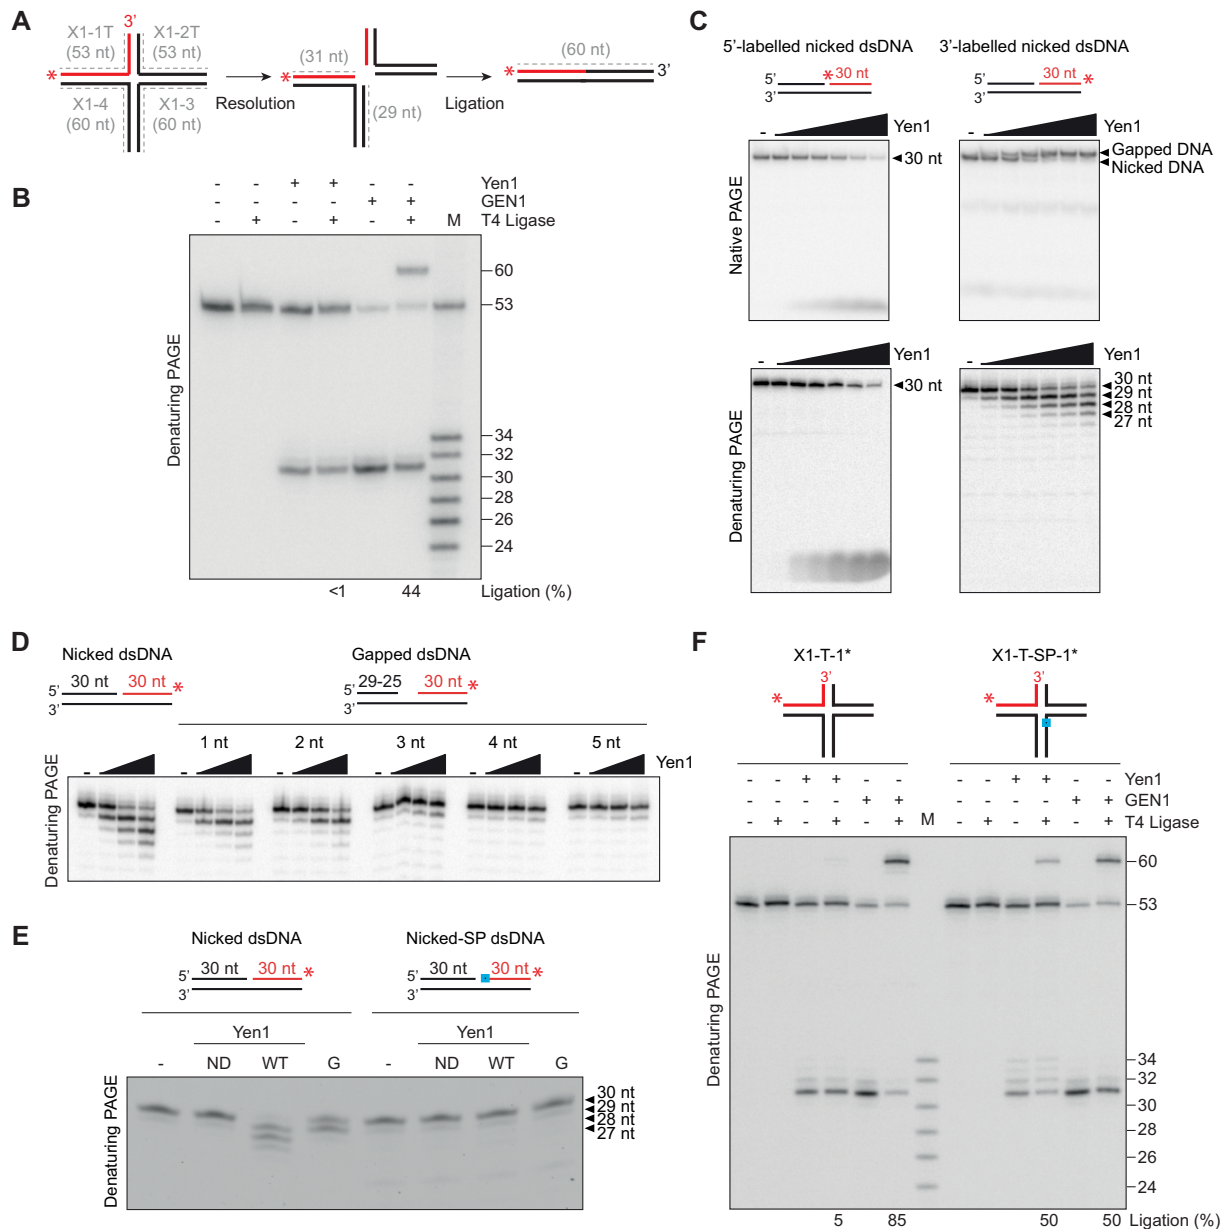 A
X1-1T
(53 nt)
3'
X1-2T
(53 nt)
*
X1-4
(60 nt)
X1-3
(60 nt)
Resolution
(31 nt)
*
(29 nt)
Ligation
(60 nt)
*
3'
B
- - + + - - Yen1
- - - - + + GEN1
- + - + - + M T4 Ligase
Denaturing PAGE
60
53
34
32
30
28
26
24
<1 44 Ligation (%)
C
5'-labelled nicked dsDNA
5'
3'
*30 nt
- Yen1
Native PAGE
30 nt
- Yen1
Denaturing PAGE
30 nt
3'-labelled nicked dsDNA
5'
3'
30 nt
*
- Yen1
Gapped DNA
Nicked DNA
- Yen1
30 nt
29 nt
28 nt
27 nt
D
Nicked dsDNA
5'
3'
30 nt 30 nt
*
Gapped dsDNA
5'
3'
29-25 30 nt
*
1 nt 2 nt 3 nt 4 nt 5 nt
- - - - - - Yen1
Denaturing PAGE
E
Nicked dsDNA
5'
3'
30 nt 30 nt *
Nicked-SP dsDNA
5'
3'
30 nt 30 nt *
Yen1 Yen1
- ND WT G - ND WT G
Denaturing PAGE
30 nt
29 nt
28 nt
27 nt
F
X1-T-1*
3'
*
X1-T-SP-1*
3'
*
- - + + - - - - + + - - Yen1
- - - - + + - - - - + + GEN1
- + - + - + M - + - + - + T4 Ligase
Denaturing PAGE
60
53
34
32
30
28
26
24
5 85 50 50 Ligation (%)